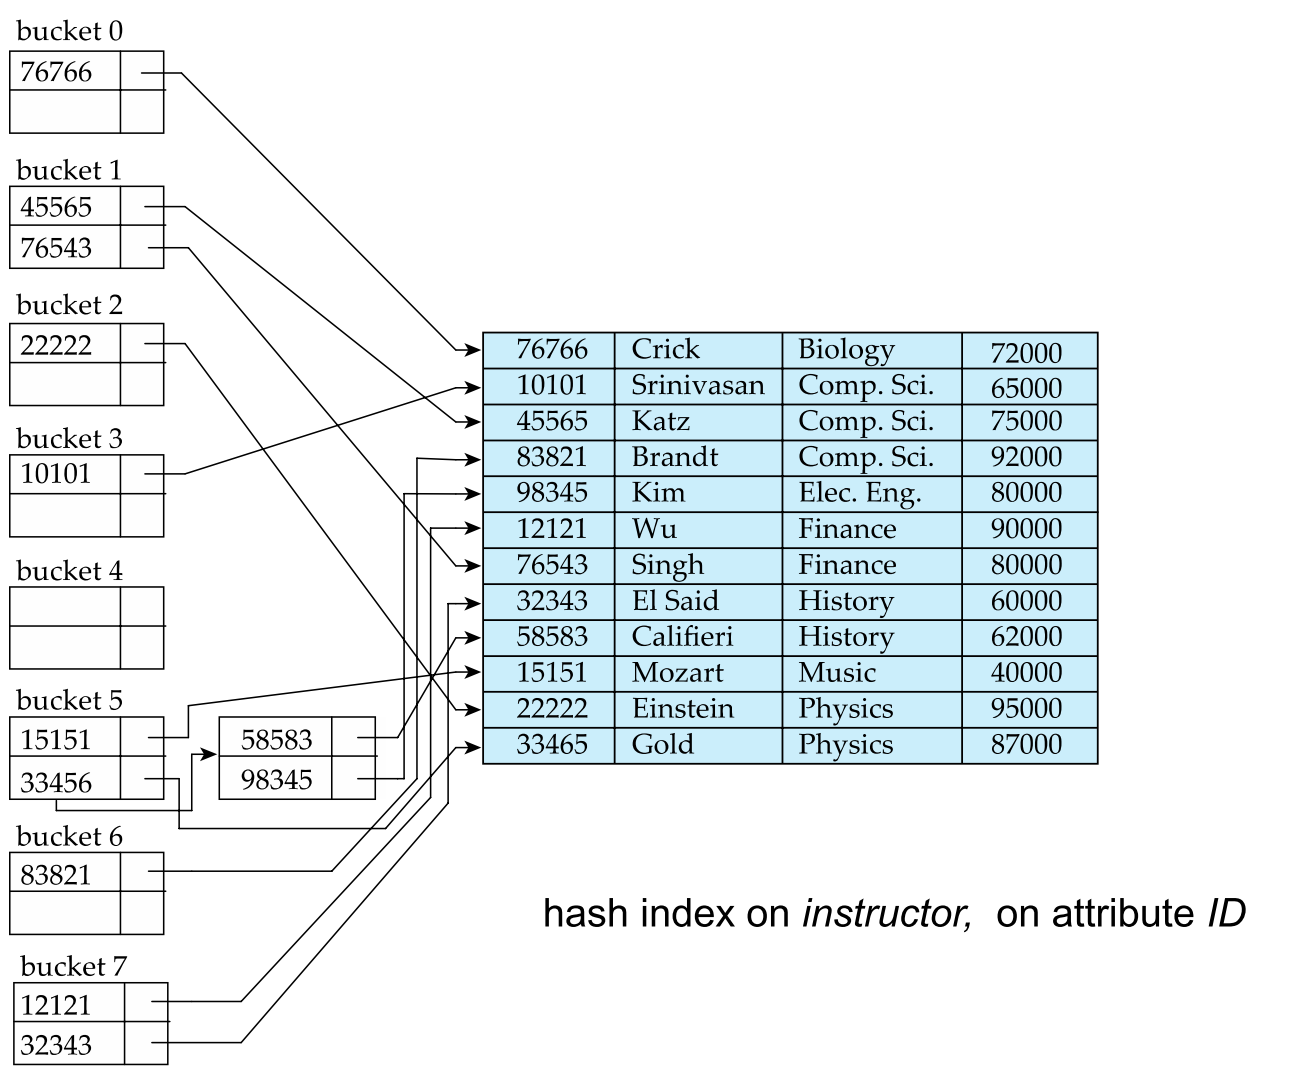 bucket 0
76766
bucket 1
45565
76543
bucket 2
22222
bucket 3
10101
bucket 4
bucket 5
15151
33456
58583
98345
bucket 6
83821
bucket 7
12121
32343
76766 Crick Biology 72000
10101 Srinivasan Comp. Sci. 65000
45565 Katz Comp. Sci. 75000
83821 Brandt Comp. Sci. 92000
98345 Kim Elec. Eng. 80000
12121 Wu Finance 90000
76543 Singh Finance 80000
32343 El Said History 60000
58583 Califieri History 62000
15151 Mozart Music 40000
22222 Einstein Physics 95000
33465 Gold Physics 87000
hash index on instructor, on attribute ID